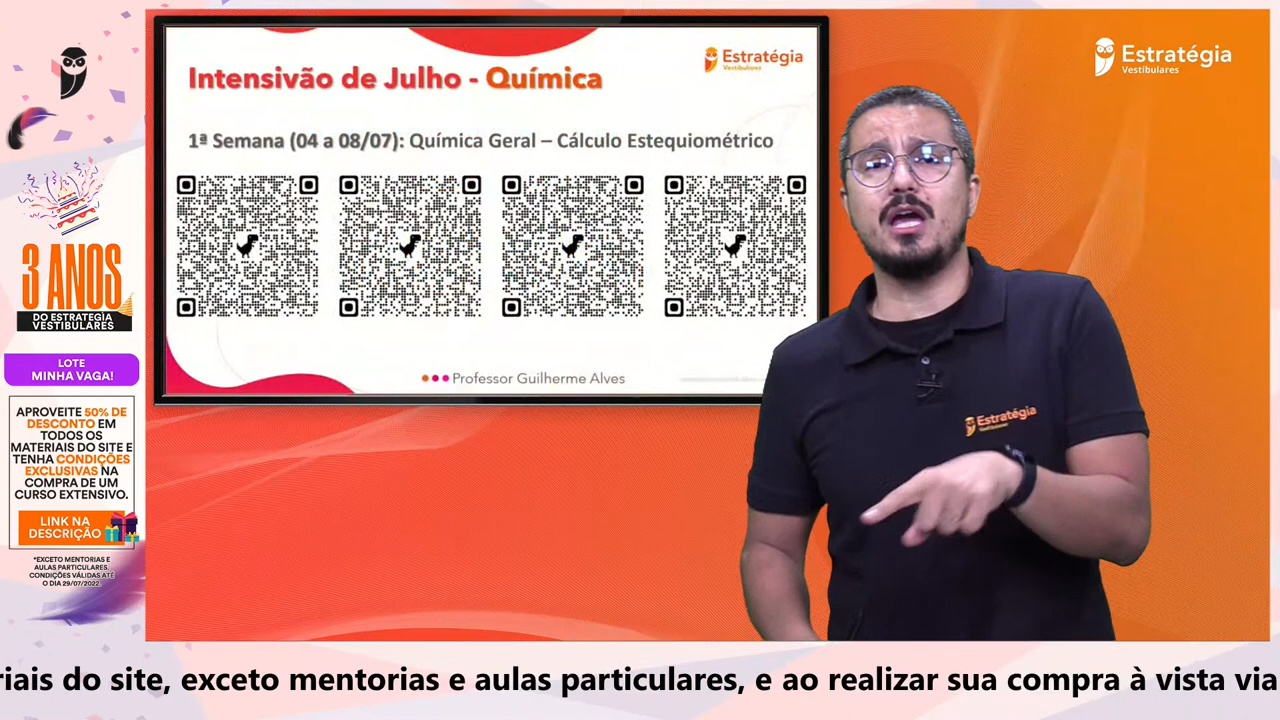 Estratégia
Vestibulares
Intensivão de Julho - Química
1ª Semana (04 a 08/07): Química Geral – Cálculo Estequiométrico
Professor Guilherme Alves
Estratégia
Vestibulares
Estratégia
Vestibulares
3 ANOS
DO ESTRATEGIA
VESTIBULARES
LOTE
MINHA VAGA!
APROVEITE 50% DE
DESCONTO EM
TODOS OS
MATERIAIS DO SITE E
TENHA CONDIÇÕES
EXCLUSIVAS NA
COMPRA DE UM
CURSO EXTENSIVO.
LINK NA
DESCRIÇÃO
*EXCETO MENTORIAS E
AULAS PARTICULARES.
CONDIÇÕES VÁLIDAS ATÉ
O DIA 29/07/2022.
riais do site, exceto mentorias e aulas particulares, e ao realizar sua compra à vista via